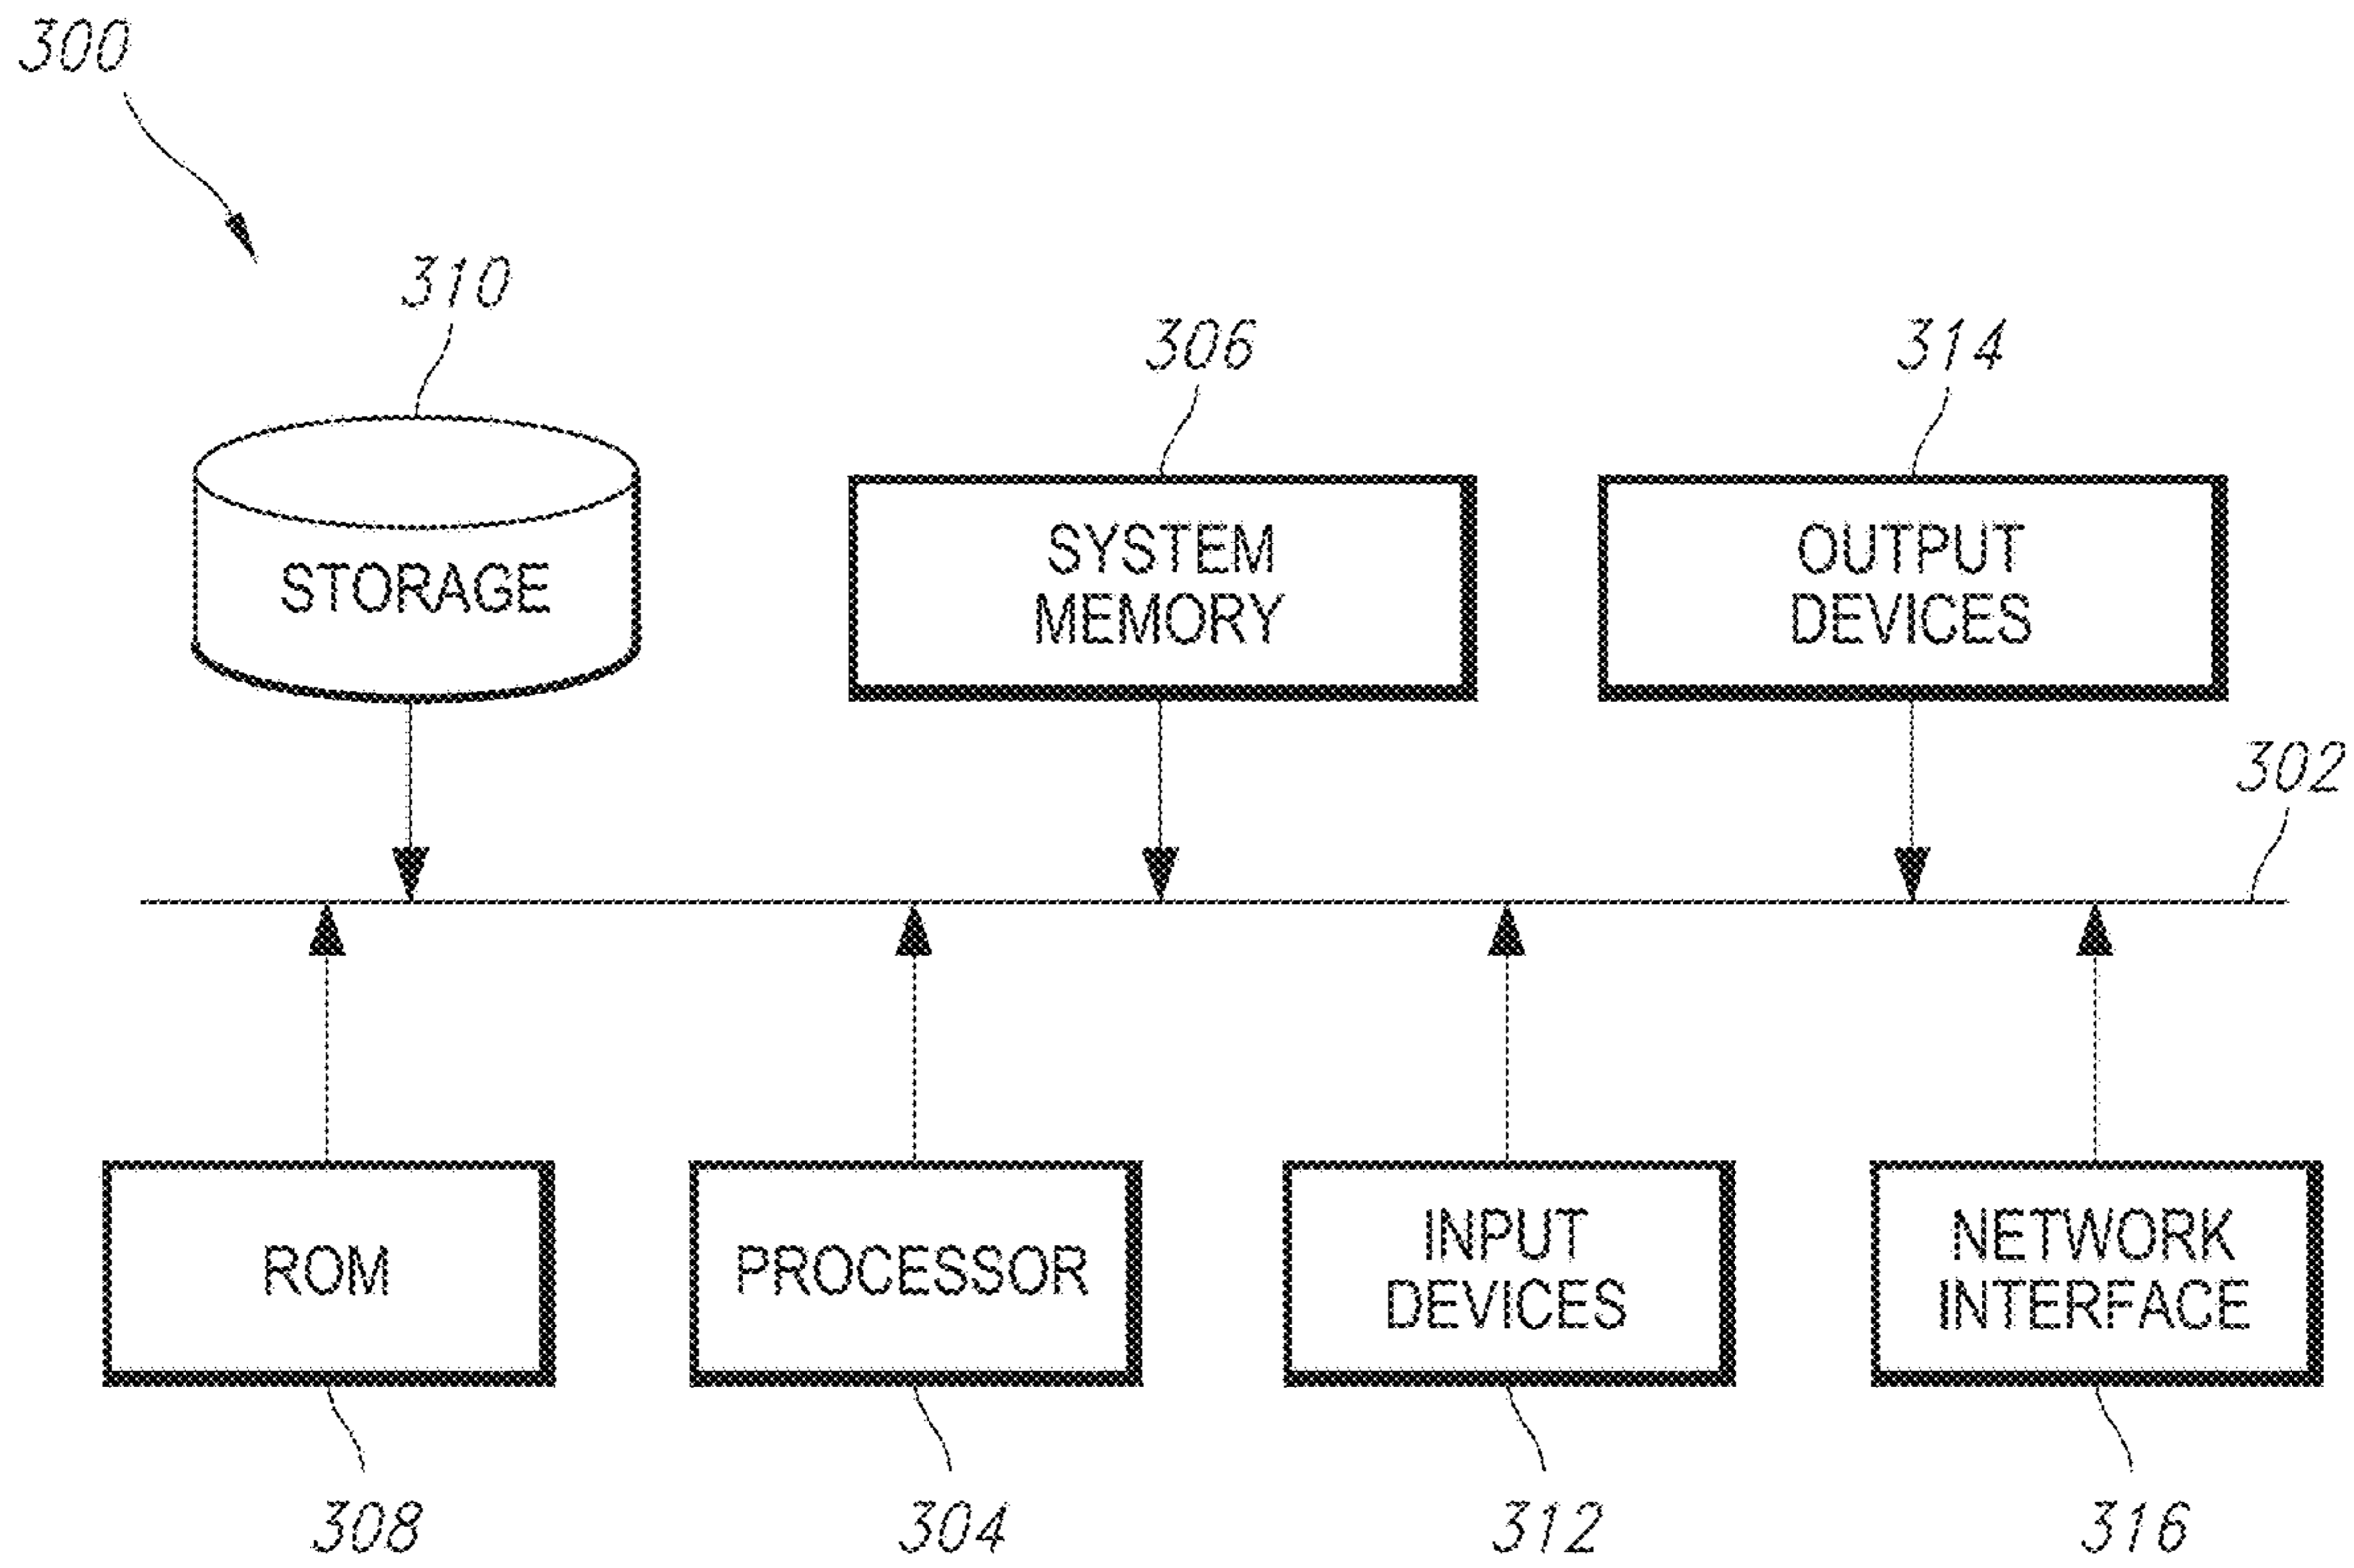 300
310
306
314
STORAGE
SYSTEM
MEMORY
OUTPUT
DEVICES
302
ROM
PROCESSOR
INPUT
DEVICES
NETWORK
INTERFACE
308
304
312
316